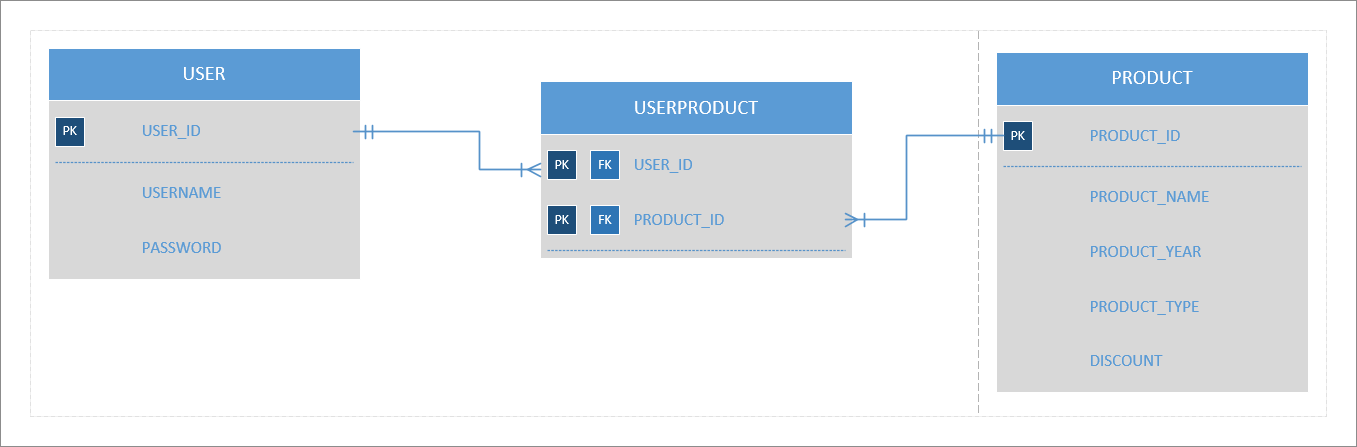 USER
PK USER_ID
USERNAME
PASSWORD
USERPRODUCT
PK FK USER_ID
PK FK PRODUCT_ID
PRODUCT
PK PRODUCT_ID
PRODUCT_NAME
PRODUCT_YEAR
PRODUCT_TYPE
DISCOUNT